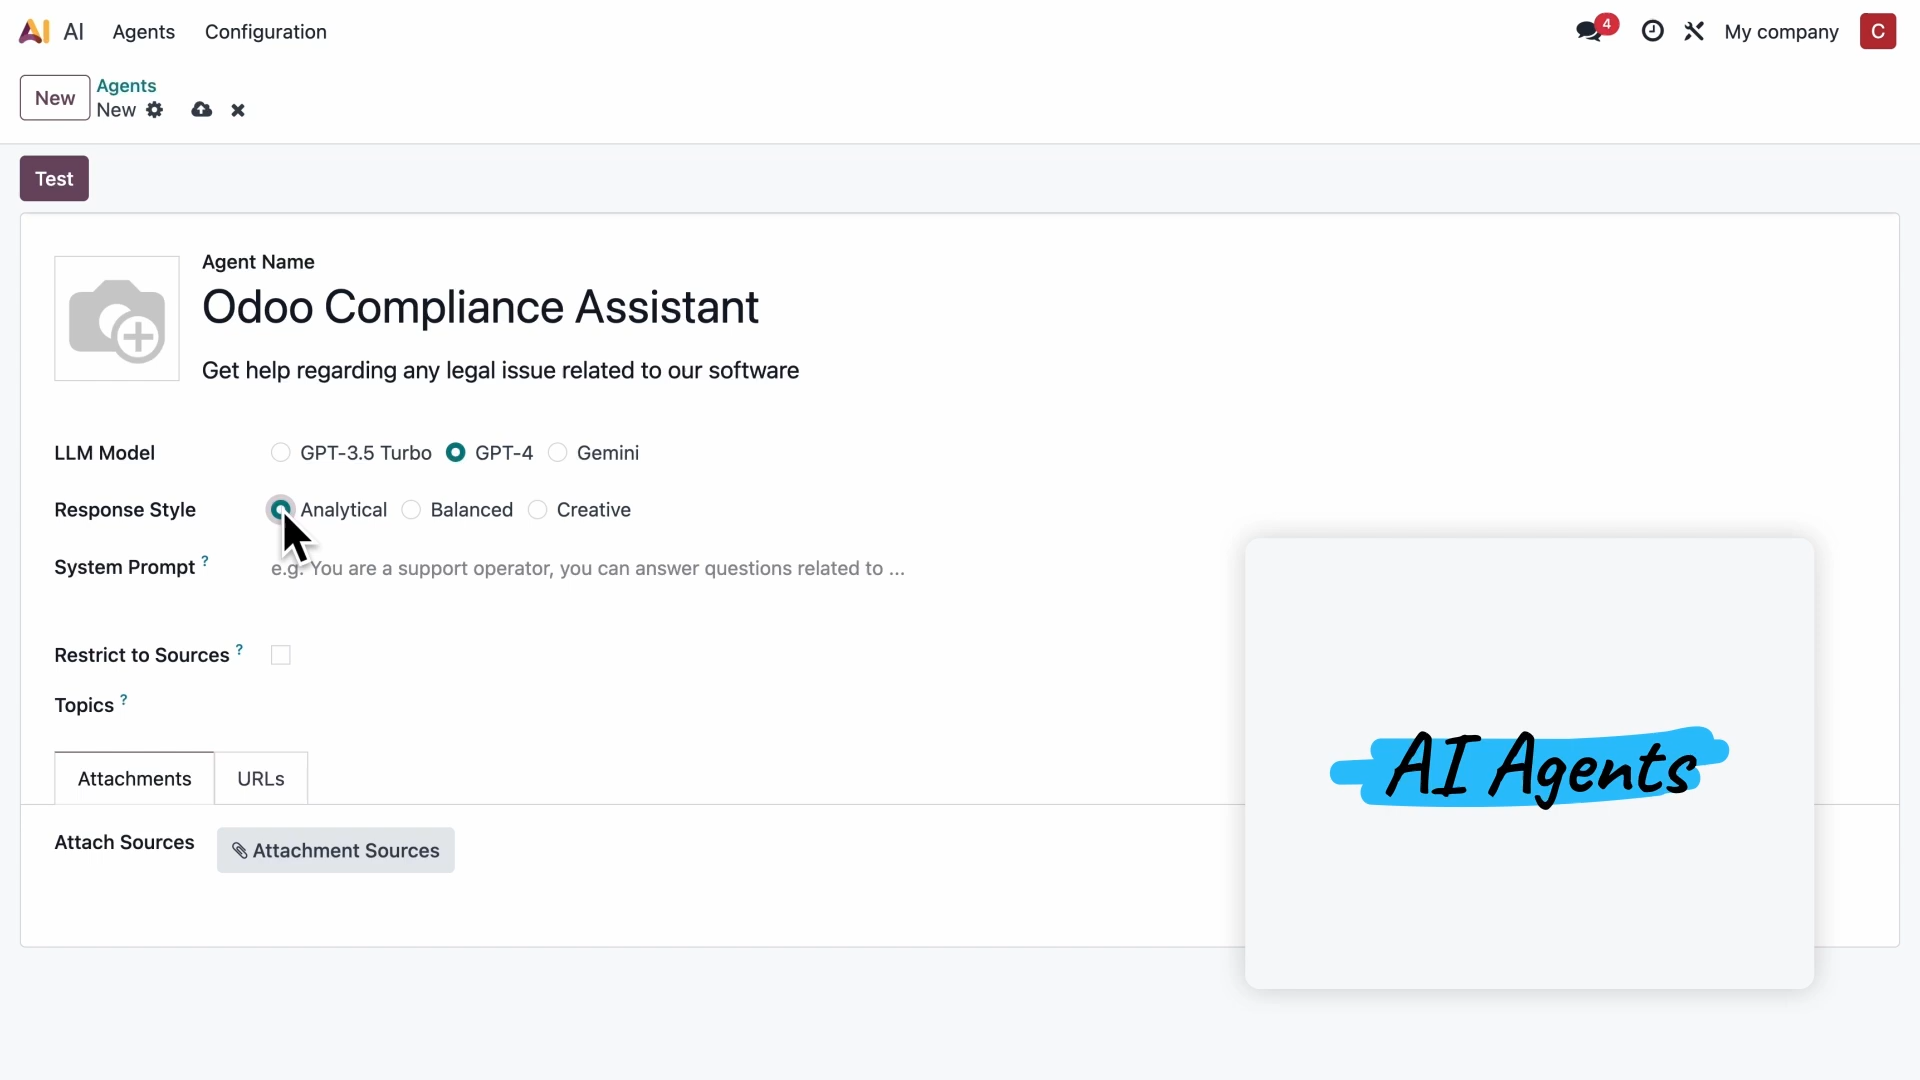 AI AI Agents Configuration 4 My company C
New
Agents
New
Test
Agent Name
Odoo Compliance Assistant
Get help regarding any legal issue related to our software
LLM Model GPT-3.5 Turbo GPT-4 Gemini
Response Style Analytical Balanced Creative
System Prompt ? e.g. You are a support operator, you can answer questions related to ...
Restrict to Sources ?
Topics ?
Attachments URLs
Attach Sources Attachment Sources
AI Agents